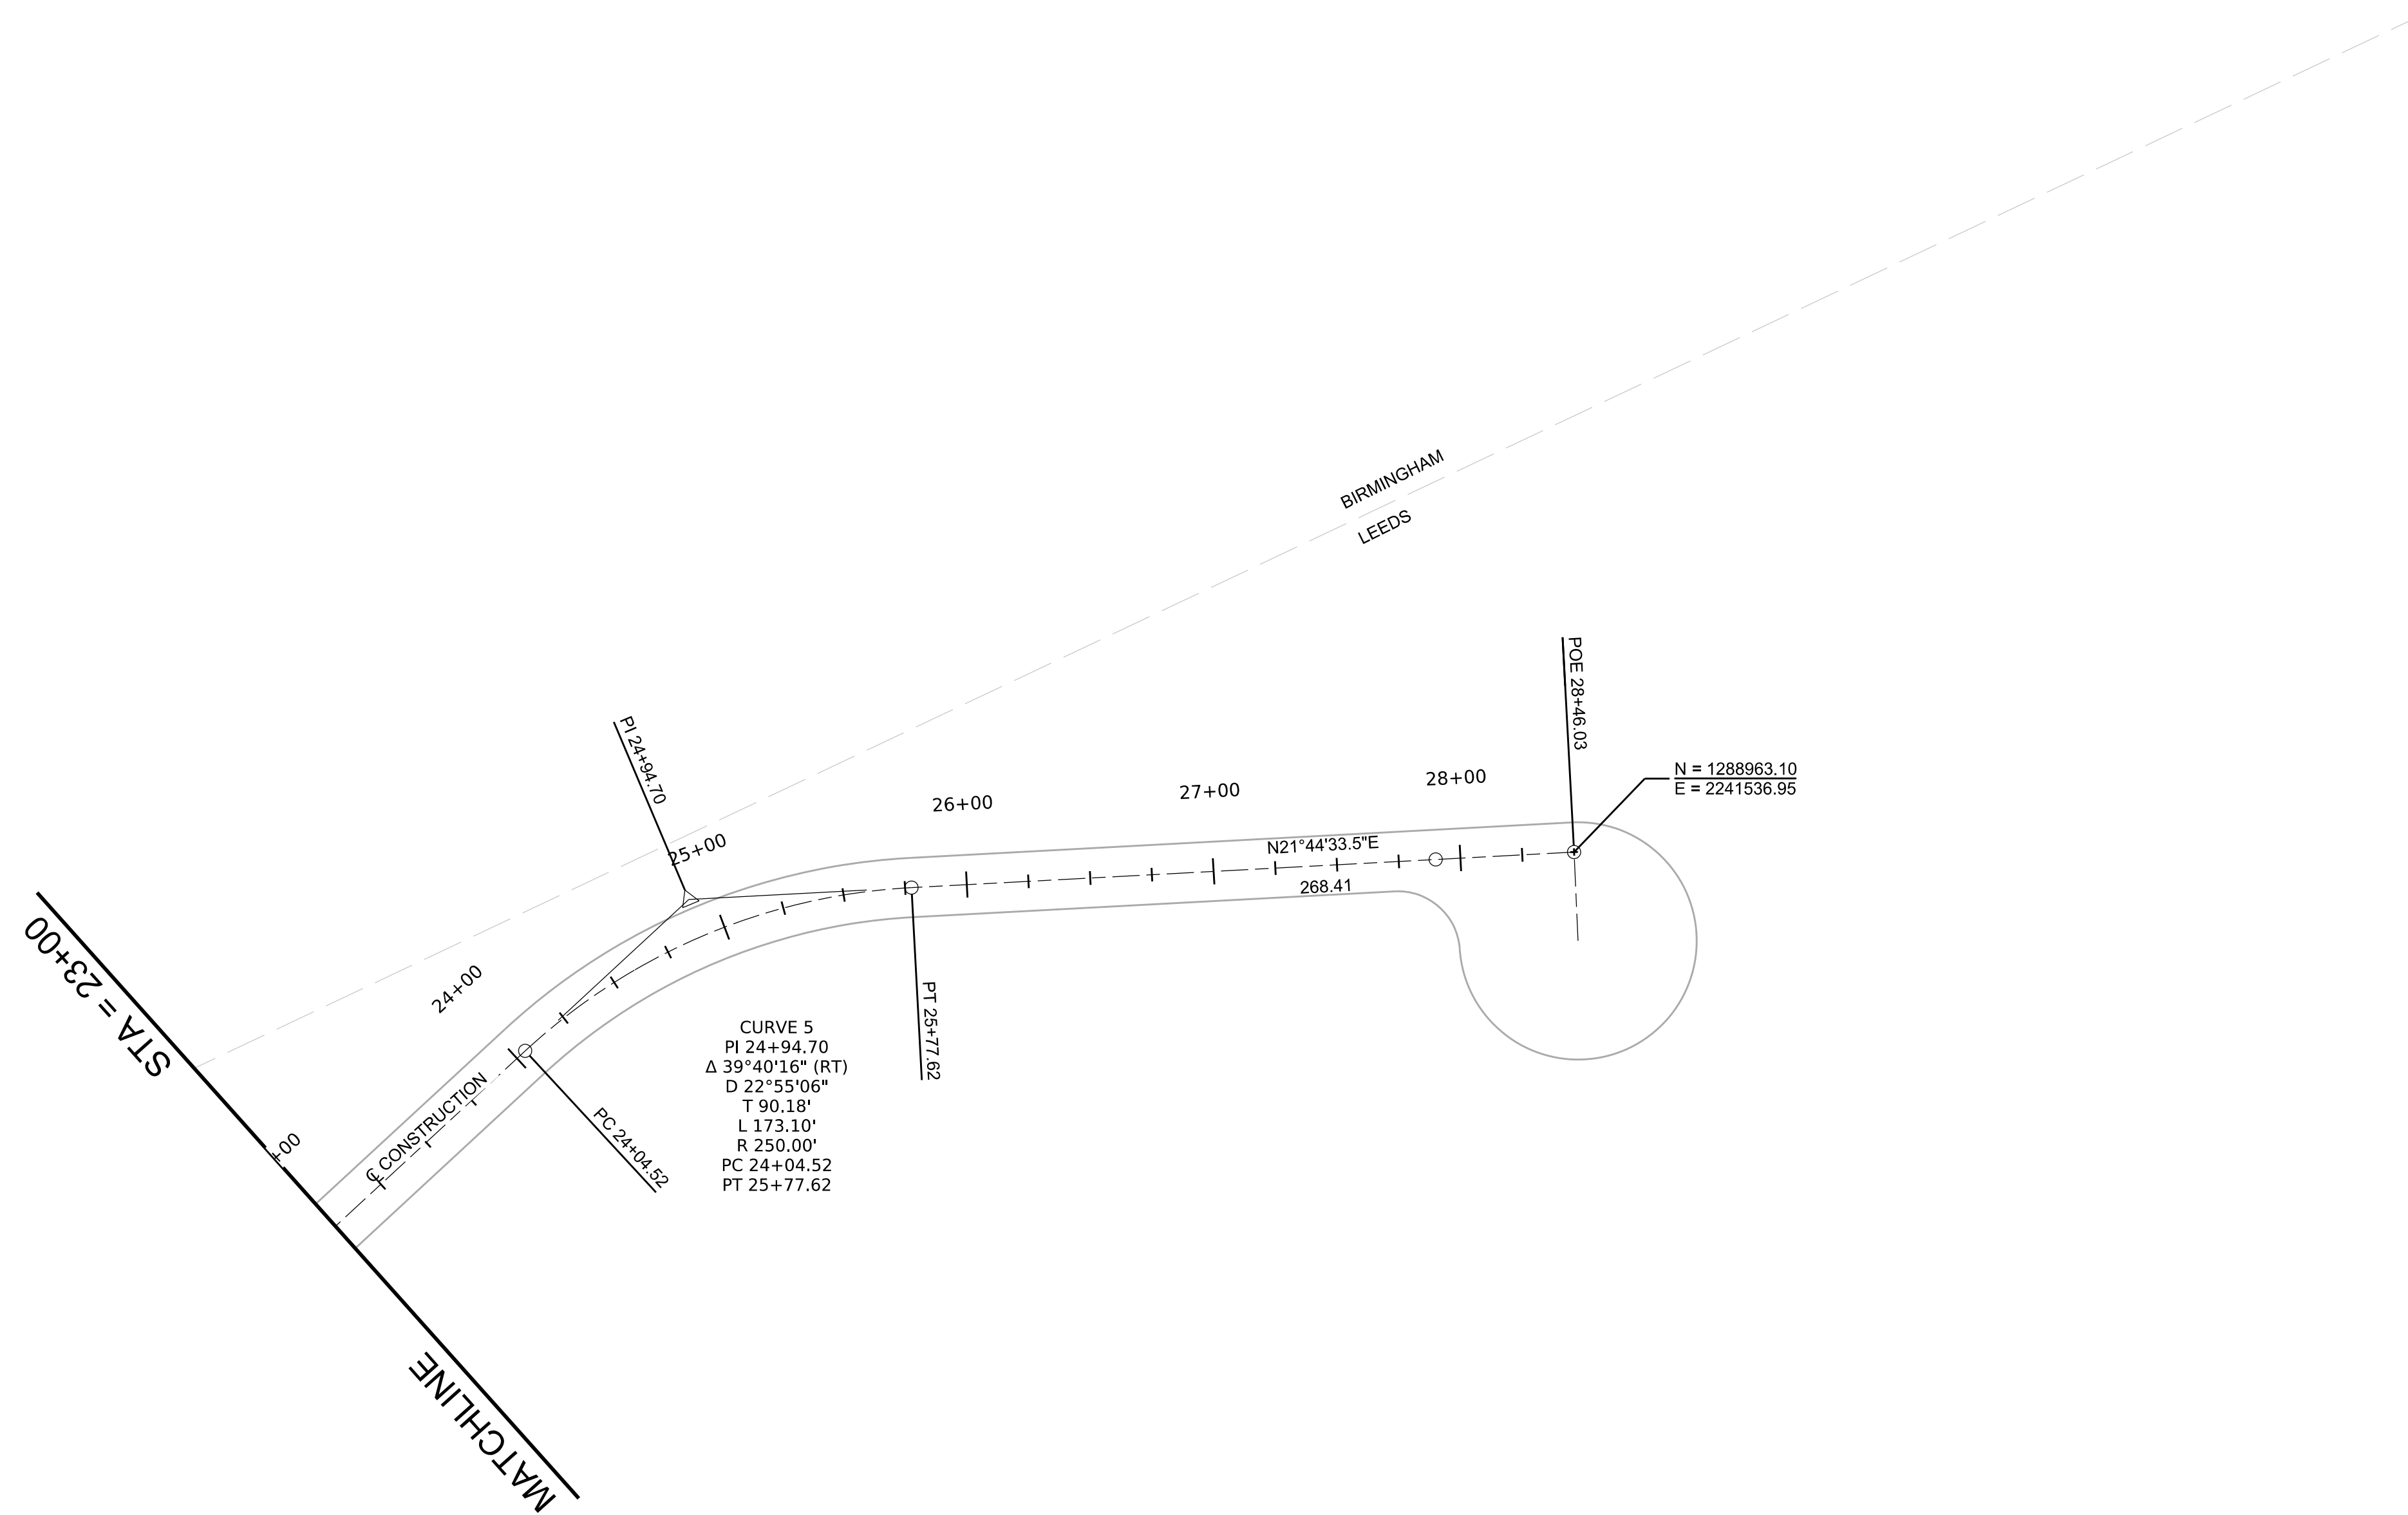 BIRMINGHAM
LEEDS
POE 28+46.03
PI 24+94.70
N = 1288963.10
E = 2241536.95
28+00
27+00
26+00
25+00
N21°44'33.5"E
268.41
24+00
STA = 23+00
+00
℄ CONSTRUCTION
PT 25+77.62
PC 24+04.52
CURVE 5
PI 24+94.70
Δ 39°40'16" (RT)
D 22°55'06"
T 90.18'
L 173.10'
R 250.00'
PC 24+04.52
PT 25+77.62
MATCHLINE